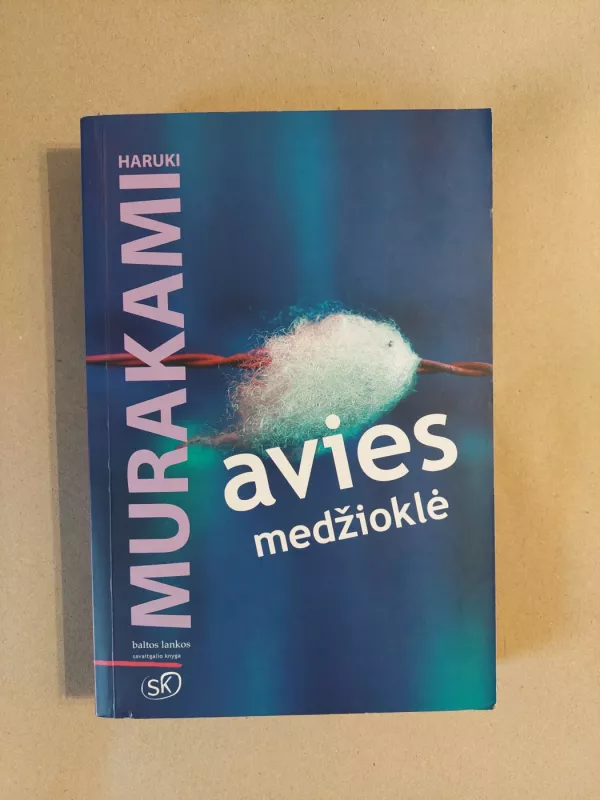 HARUKI
MURAKAMI
avies
medžioklė
baltos lankos
savaitgalio knyga
SK